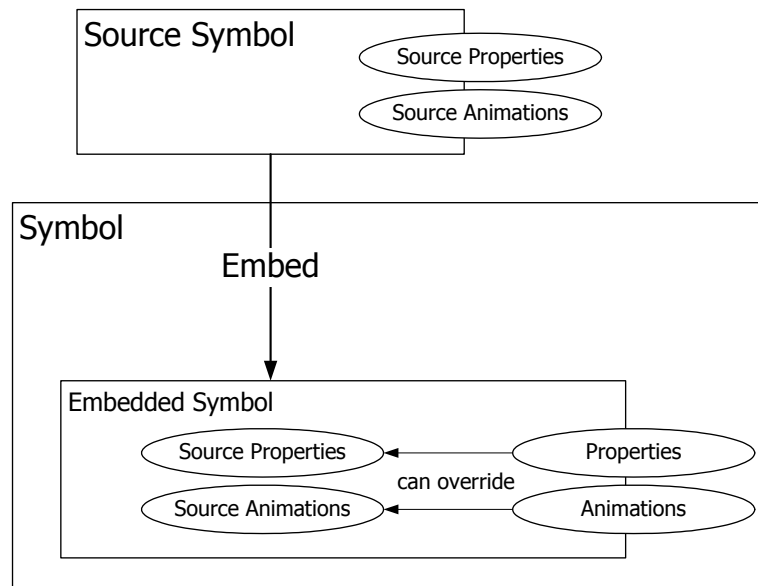 Source Symbol
Source Properties
Source Animations
Symbol
Embed
Embedded Symbol
Source Properties
Properties
can override
Source Animations
Animations